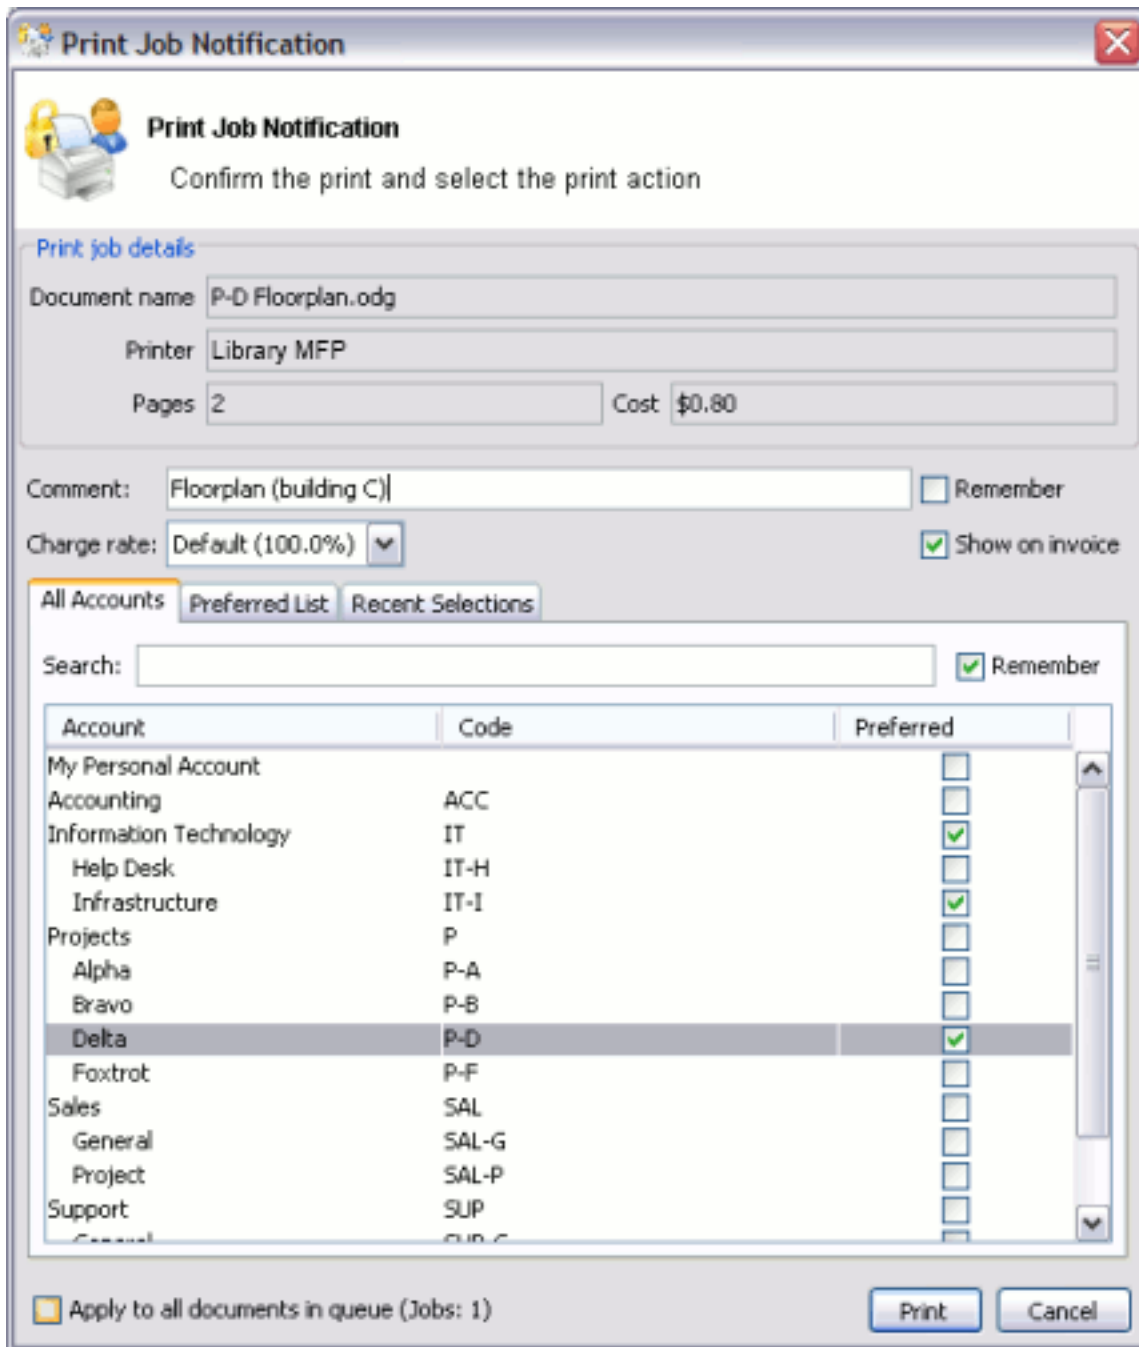 Print Job Notification
Print Job Notification
Confirm the print and select the print action
Print job details
Document name P-D Floorplan.odg
Printer Library MFP
Pages 2 Cost $0.80
Comment: Floorplan (building C) Remember
Charge rate: Default (100.0%) Show on invoice
All Accounts Preferred List Recent Selections
Search: Remember
Account Code Preferred
My Personal Account
Accounting ACC
Information Technology IT
Help Desk IT-H
Infrastructure IT-I
Projects P
Alpha P-A
Bravo P-B
Delta P-D
Foxtrot P-F
Sales SAL
General SAL-G
Project SAL-P
Support SUP
General SUP-G
Apply to all documents in queue (Jobs: 1) Print Cancel